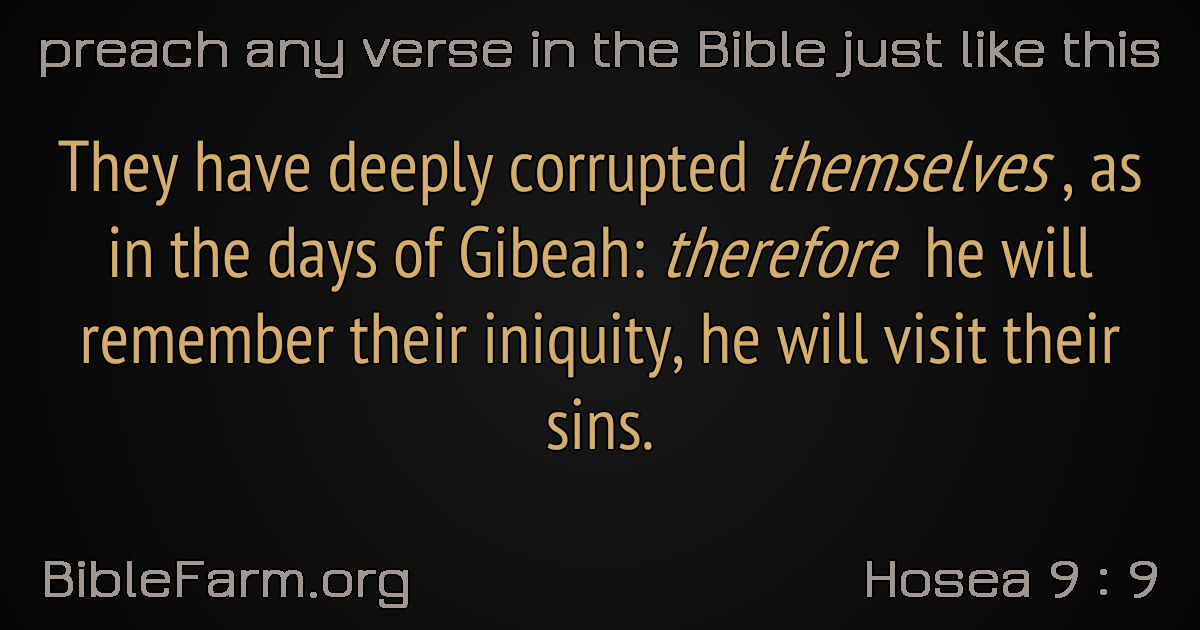 preach any verse in the Bible just like this
They have deeply corrupted themselves , as
in the days of Gibeah: therefore he will
remember their iniquity, he will visit their
sins.
BibleFarm.org
Hosea 9 : 9